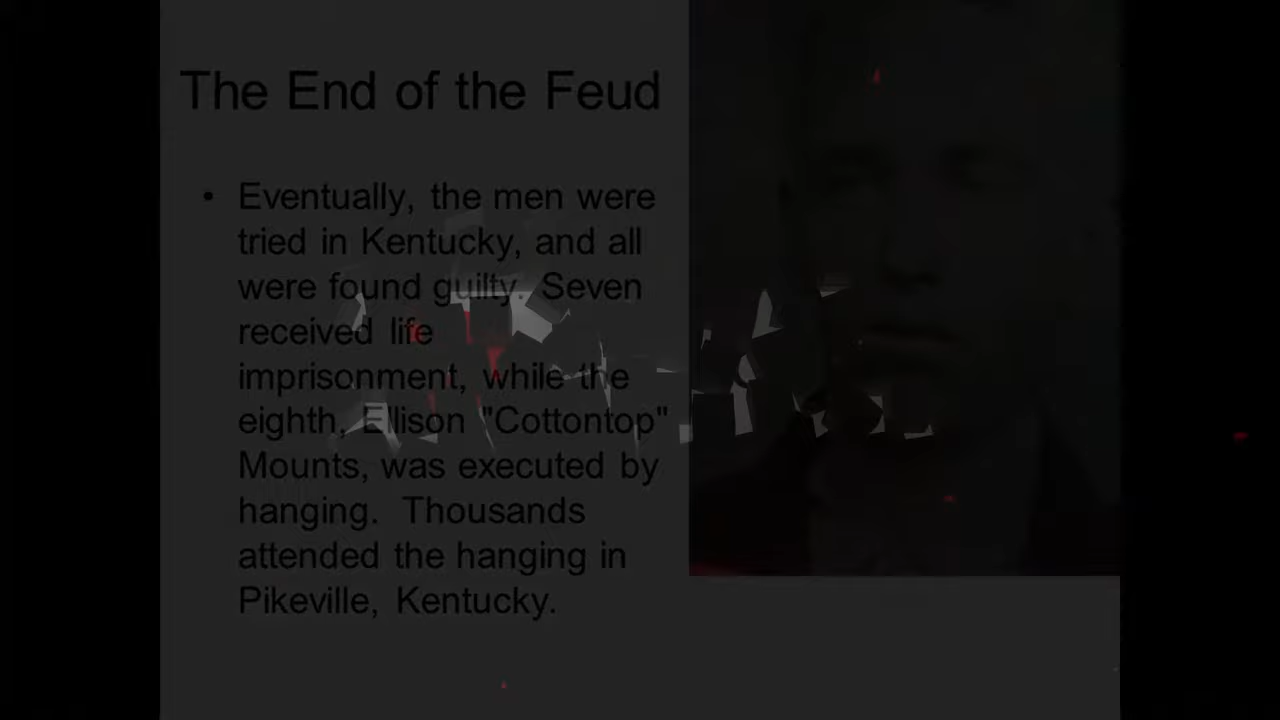 The End of the Feud
• Eventually, the men were
tried in Kentucky, and all
were found guilty. Seven
received life
imprisonment, while the
eighth, Ellison "Cottontop"
Mounts, was executed by
hanging. Thousands
attended the hanging in
Pikeville, Kentucky.